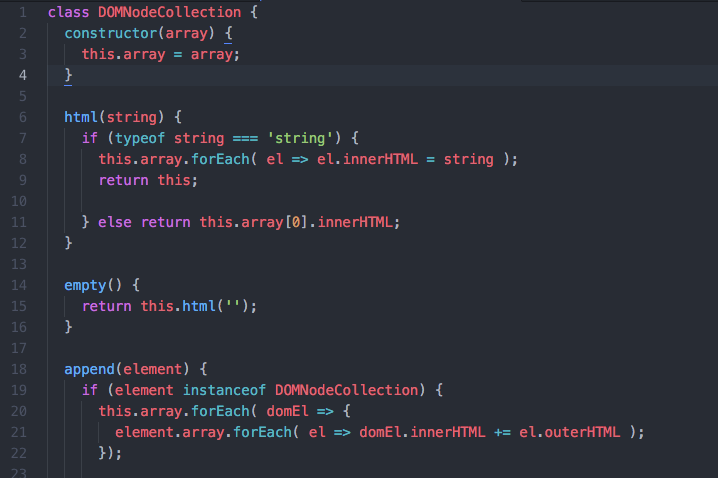 1 class DOMNodeCollection {
2   constructor(array) {
3     this.array = array;
4   }
5
6   html(string) {
7     if (typeof string === 'string') {
8       this.array.forEach( el => el.innerHTML = string );
9       return this;
10
11     } else return this.array[0].innerHTML;
12   }
13
14   empty() {
15     return this.html('');
16   }
17
18   append(element) {
19     if (element instanceof DOMNodeCollection) {
20       this.array.forEach( domEl => {
21         element.array.forEach( el => domEl.innerHTML += el.outerHTML );
22       });
23